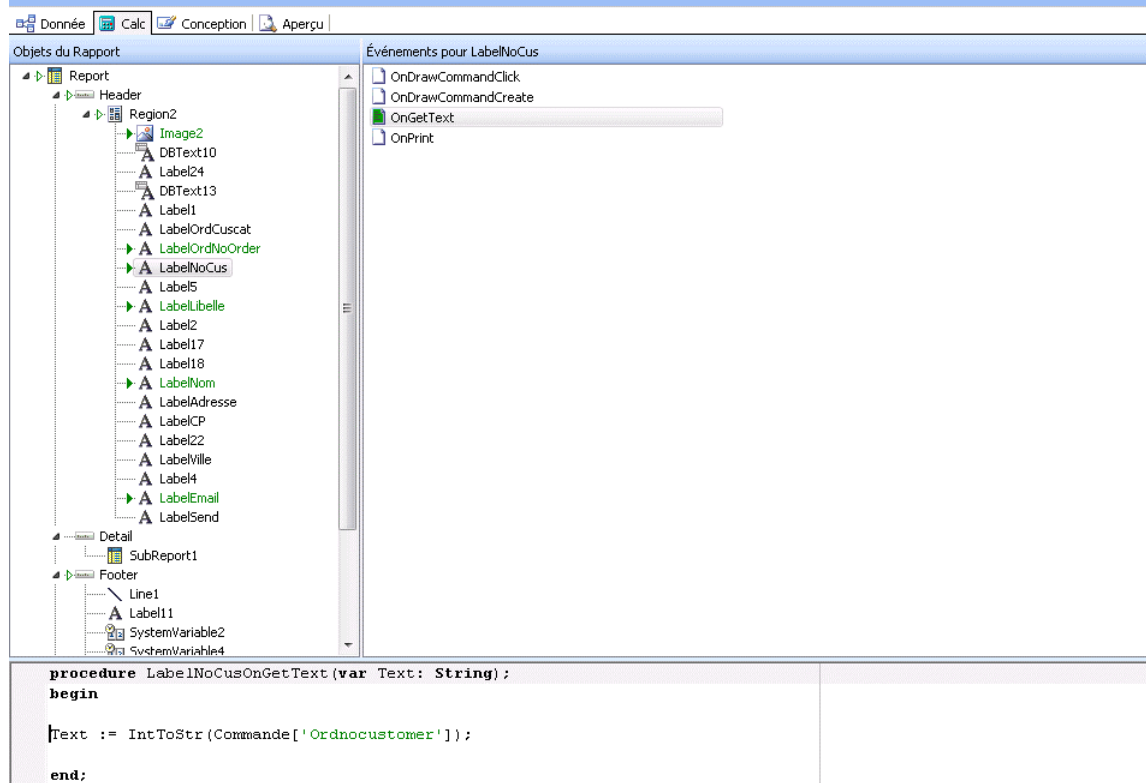 Donnée Calc Conception Aperçu
Objets du Rapport
Report
Header
Region2
Image2
DBText10
Label24
DBText13
Label1
LabelOrdCuscat
LabelOrdNoOrder
LabelNoCus
Label5
LabelLibelle
Label2
Label17
Label18
LabelNom
LabelAdresse
LabelCP
Label22
LabelVille
Label4
LabelEmail
LabelSend
Detail
SubReport1
Footer
Line1
Label11
SystemVariable2
SystemVariable4
Événements pour LabelNoCus
OnDrawCommandClick
OnDrawCommandCreate
OnGetText
OnPrint
procedure LabelNoCusOnGetText(var Text: String);
begin
Text := IntToStr(Commande['Ordnocustomer']);
end;